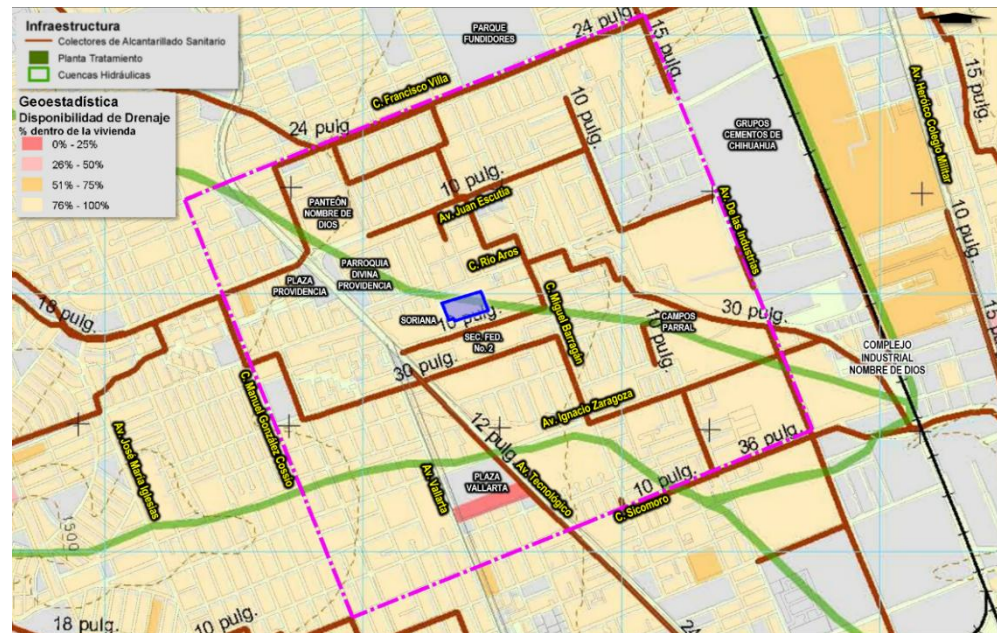 Infraestructura
Colectores de Alcantarillado Sanitario
Planta Tratamiento
Cuencas Hidráulicas
Geoestadística
Disponibilidad de Drenaje
% dentro de la vivienda
0% - 25%
26% - 50%
51% - 75%
76% - 100%
PARQUE
FUNDIDORES
24 pulg.
15 pulg.
C. Francisco Villa
24 pulg.
10 pulg.
GRUPOS
CEMENTOS DE
CHIHUAHUA
Av. Heróico Colegio Militar
15 pulg.
10 pulg.
Av. Juan Escutia
PANTEÓN
NOMBRE DE
DIOS
Av. De las Industrias
10 pulg.
C. Rio Aros
PARROQUIA
DIVINA
PROVIDENCIA
PLAZA
PROVIDENCIA
18 pulg.
SORIANA
10 pulg.
SEC. FED.
No. 2
C. Miguel Barragán
CAMPOS
PARRAL
30 pulg.
10 pulg.
15 pulg.
COMPLEJO
INDUSTRIAL
NOMBRE DE DIOS
30 pulg.
C. Manuel González Cossio
Av. José María Iglesias
Av. Ignacio Zaragoza
12 pulg.
36 pulg.
Av. Vallarta
PLAZA
VALLARTA
Av. Tecnológico
10 pulg.
C. Sicomoro
1500
18 pulg.
10 pulg.
24